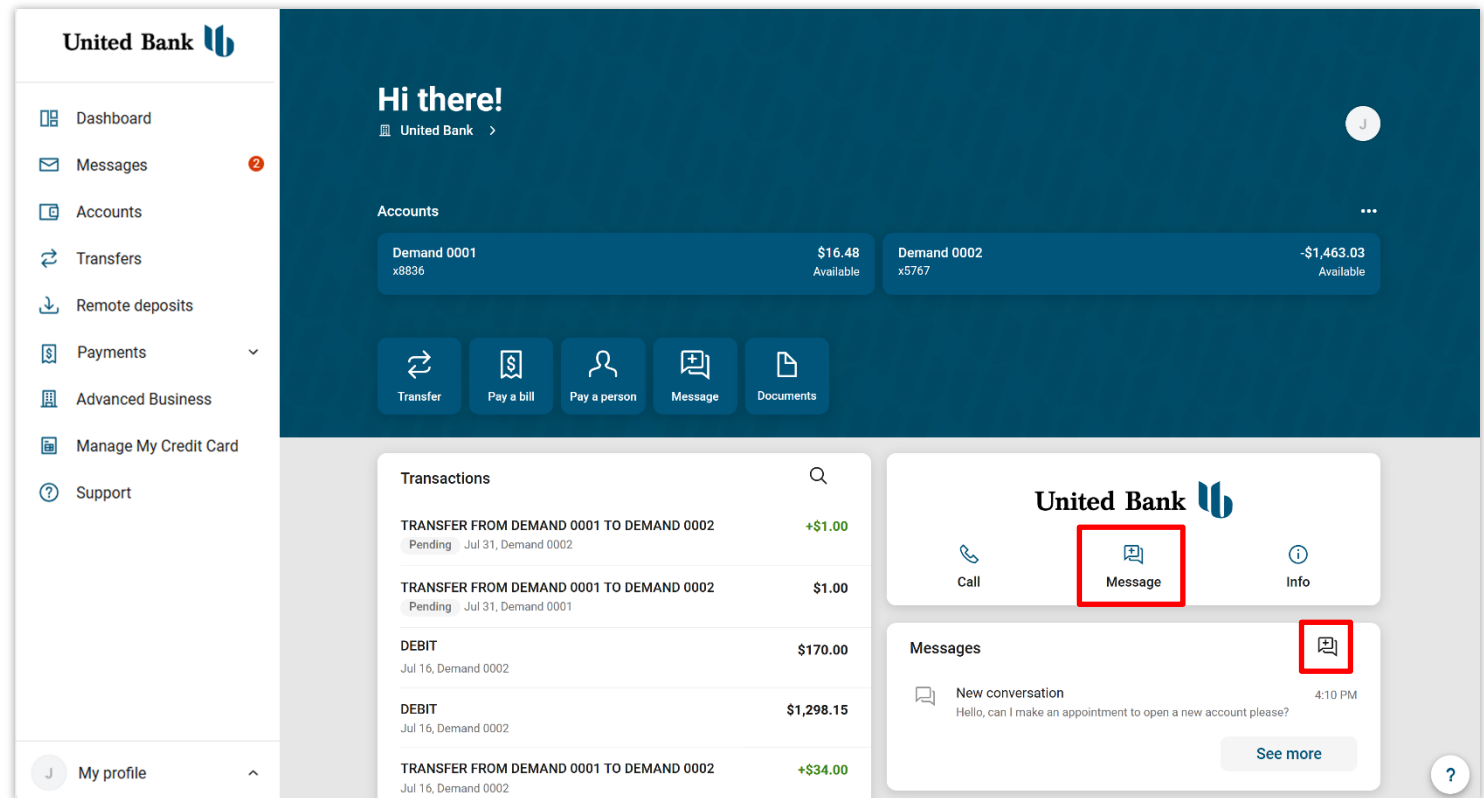 United Bank
Dashboard
Messages 2
Accounts
Transfers
Remote deposits
Payments
Advanced Business
Manage My Credit Card
Support
J My profile
Hi there!
United Bank
J
Accounts
Demand 0001 $16.48
x8836 Available
Demand 0002 -$1,463.03
x5767 Available
Transfer
Pay a bill
Pay a person
Message
Documents
Transactions
TRANSFER FROM DEMAND 0001 TO DEMAND 0002 +$1.00
Pending Jul 31, Demand 0002
TRANSFER FROM DEMAND 0001 TO DEMAND 0002 $1.00
Pending Jul 31, Demand 0001
DEBIT $170.00
Jul 16, Demand 0002
DEBIT $1,298.15
Jul 16, Demand 0002
TRANSFER FROM DEMAND 0001 TO DEMAND 0002 +$34.00
Jul 16, Demand 0002
United Bank
Call
Message
Info
Messages
New conversation 4:10 PM
Hello, can I make an appointment to open a new account please?
See more
?